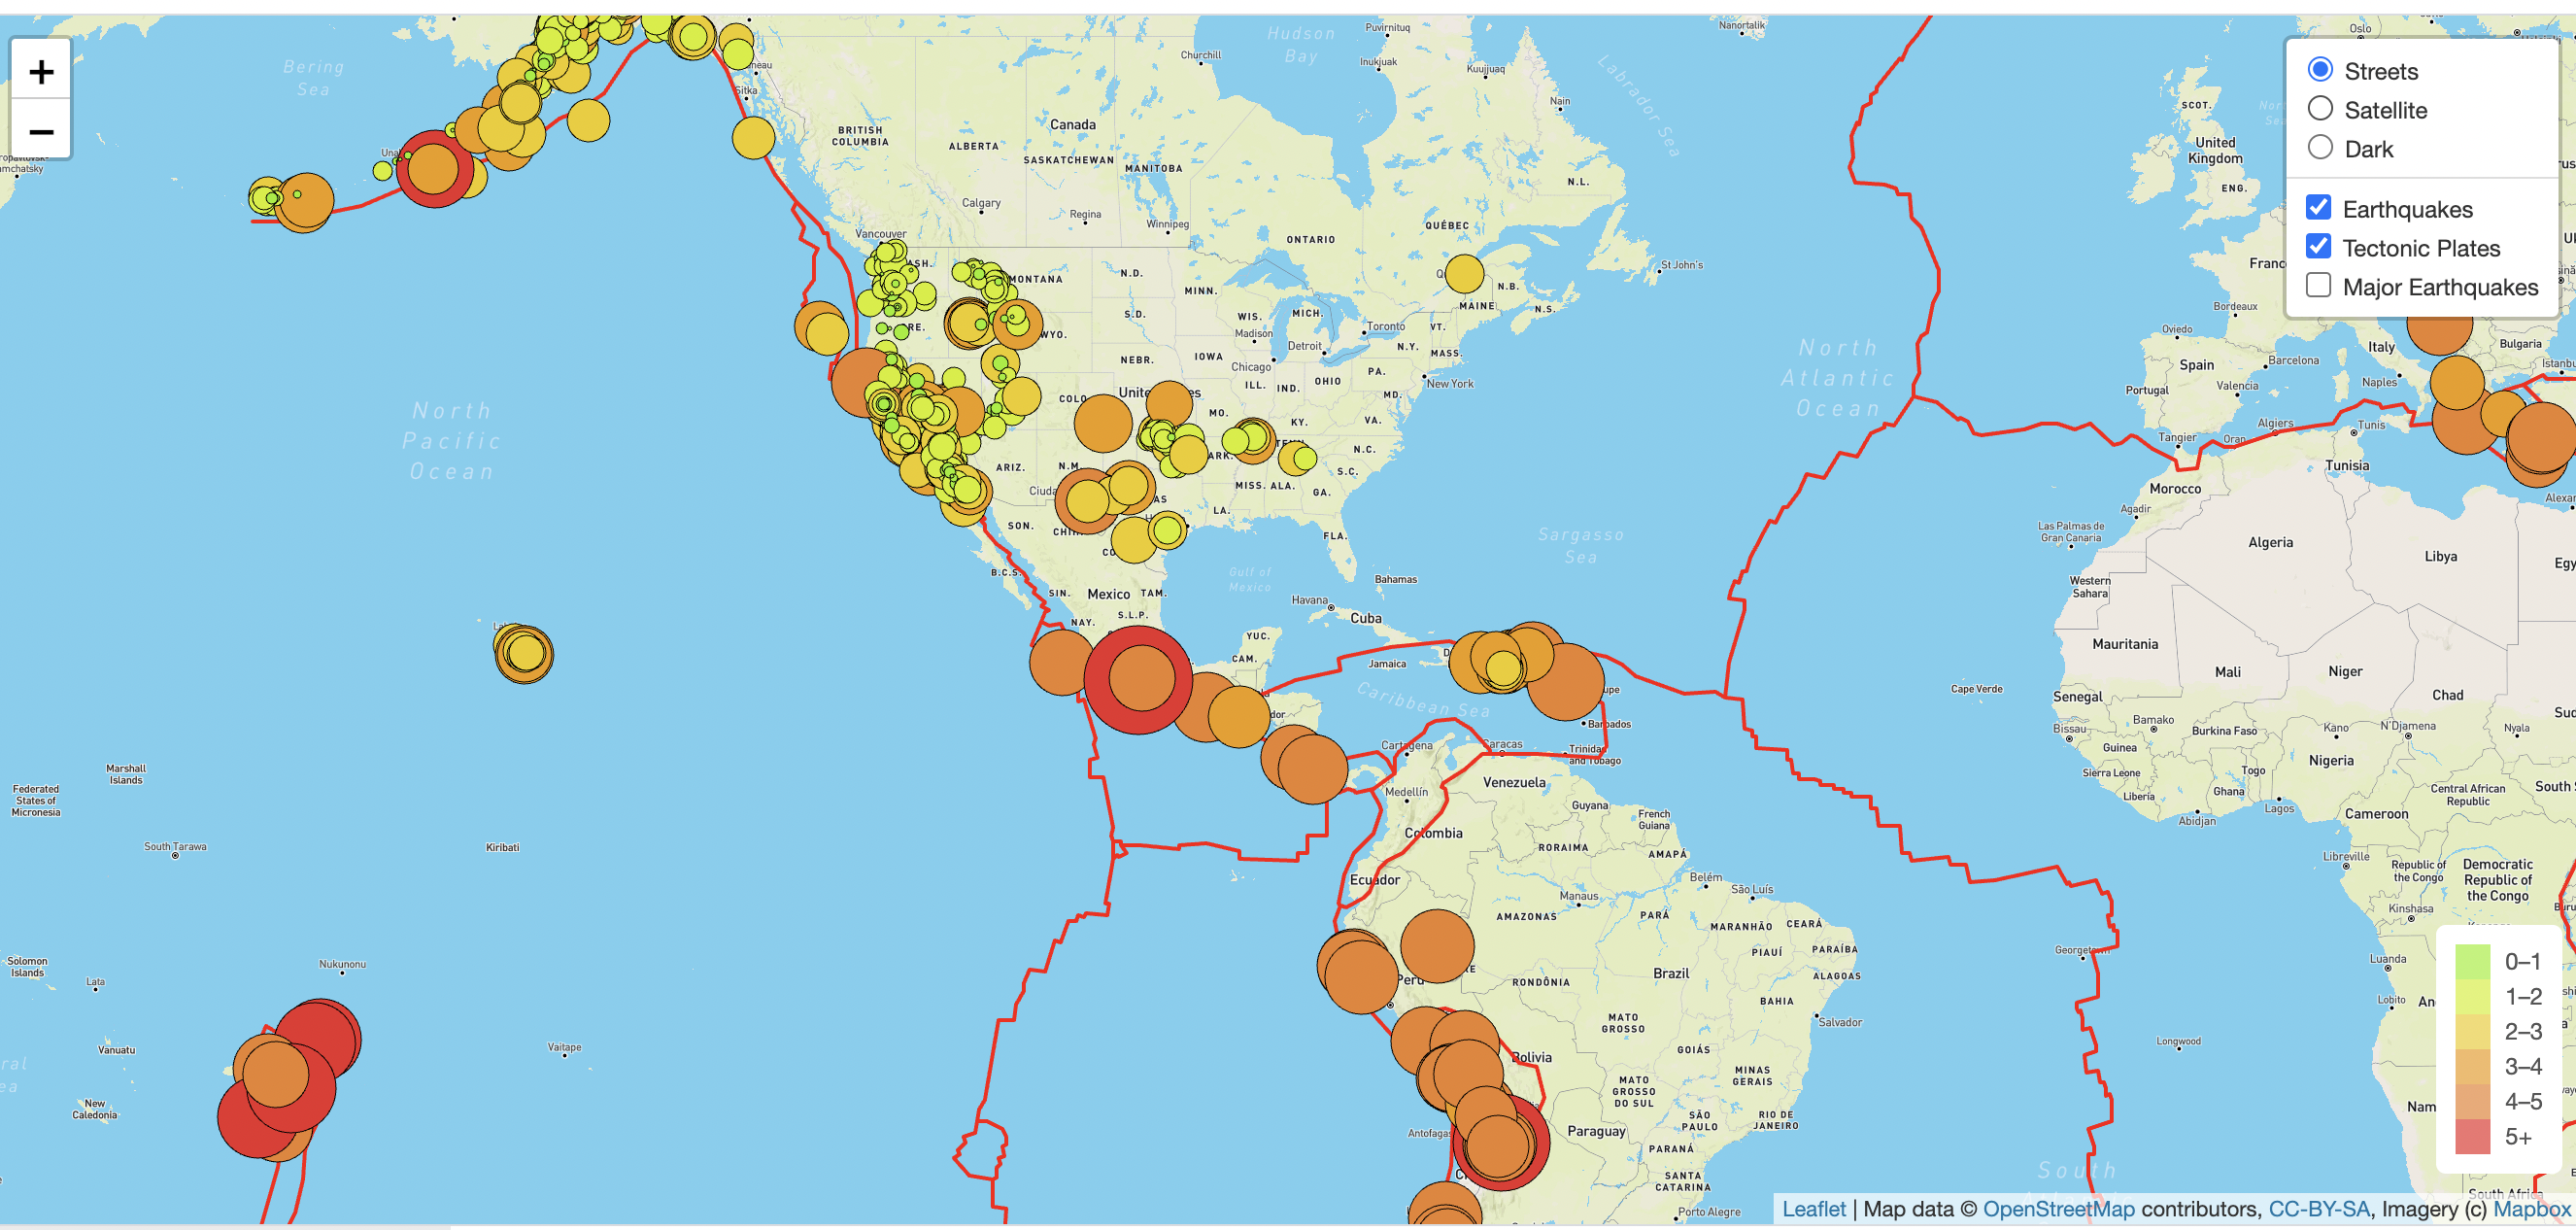 +
−
Streets
Satellite
Dark
Earthquakes
Tectonic Plates
Major Earthquakes
Bering
Sea
Hudson
Bay
Labrador Sea
Puvirnituq
Inukjuak
Kuujjuaq
Nain
Nanortalik
Oslo
Churchill
Sitka
Canada
BRITISH
COLUMBIA
ALBERTA
SASKATCHEWAN
MANITOBA
ONTARIO
QUÉBEC
N.L.
N.B.
N.S.
MAINE
St John's
Calgary
Regina
Winnipeg
Vancouver
MONTANA
N.D.
S.D.
MINN.
WIS.
Madison
MICH.
Detroit
Toronto
VT.
N.Y.
MASS.
New York
PA.
NEBR.
IOWA
Chicago
ILL.
IND.
OHIO
MD.
COLO.
MO.
KY.
VA.
N.C.
S.C.
ARIZ.
N.M.
MISS.
ALA.
GA.
LA.
FLA.
SON.
B.C.S.
SIN.
Mexico
TAM.
NAY.
S.L.P.
YUC.
CAM.
SCOT.
United
Kingdom
ENG.
Bordeaux
Oviedo
Spain
Barcelona
Portugal
Valencia
Italy
Naples
Bulgaria
Tangier
Oran
Algiers
Tunis
Tunisia
Morocco
Agadir
Las Palmas de
Gran Canaria
Algeria
Libya
Western
Sahara
Mauritania
Mali
Niger
Chad
North
Pacific
Ocean
North
Atlantic
Ocean
Sargasso
Sea
Gulf of
Mexico
Bahamas
Havana
Cuba
Jamaica
Caribbean Sea
Barbados
Trinidad
and Tobago
Cartagena
Caracas
Venezuela
Medellín
Colombia
Guyana
French
Guiana
RORAIMA
AMAPÁ
Ecuador
Belém
São Luís
Manaus
AMAZONAS
PARÁ
MARANHÃO
CEARÁ
PARAÍBA
PIAUÍ
ALAGOAS
Brazil
RONDÔNIA
BAHIA
Salvador
MATO
GROSSO
GOIÁS
MINAS
GERAIS
MATO
GROSSO
DO SUL
SÃO
PAULO
RIO DE
JANEIRO
Bolivia
Paraguay
PARANÁ
SANTA
CATARINA
Porto Alegre
Peru
Cape Verde
Senegal
Bissau
Bamako
Guinea
Sierra Leone
Liberia
Burkina Faso
Kano
N'Djamena
Nyala
Nigeria
Togo
Ghana
Lagos
Abidjan
Cameroon
Central African
Republic
Libreville
Republic of
the Congo
Democratic
Republic of
the Congo
Kinshasa
Luanda
Lobito
Georgetown
Longwood
South
Marshall
Islands
Federated
States of
Micronesia
South Tarawa
Kiribati
Solomon
Islands
Lata
Nukunonu
Vanuatu
Vaitape
New
Caledonia
0–1
1–2
2–3
3–4
4–5
5+
Leaflet | Map data © OpenStreetMap contributors, CC-BY-SA, Imagery (c) Mapbox